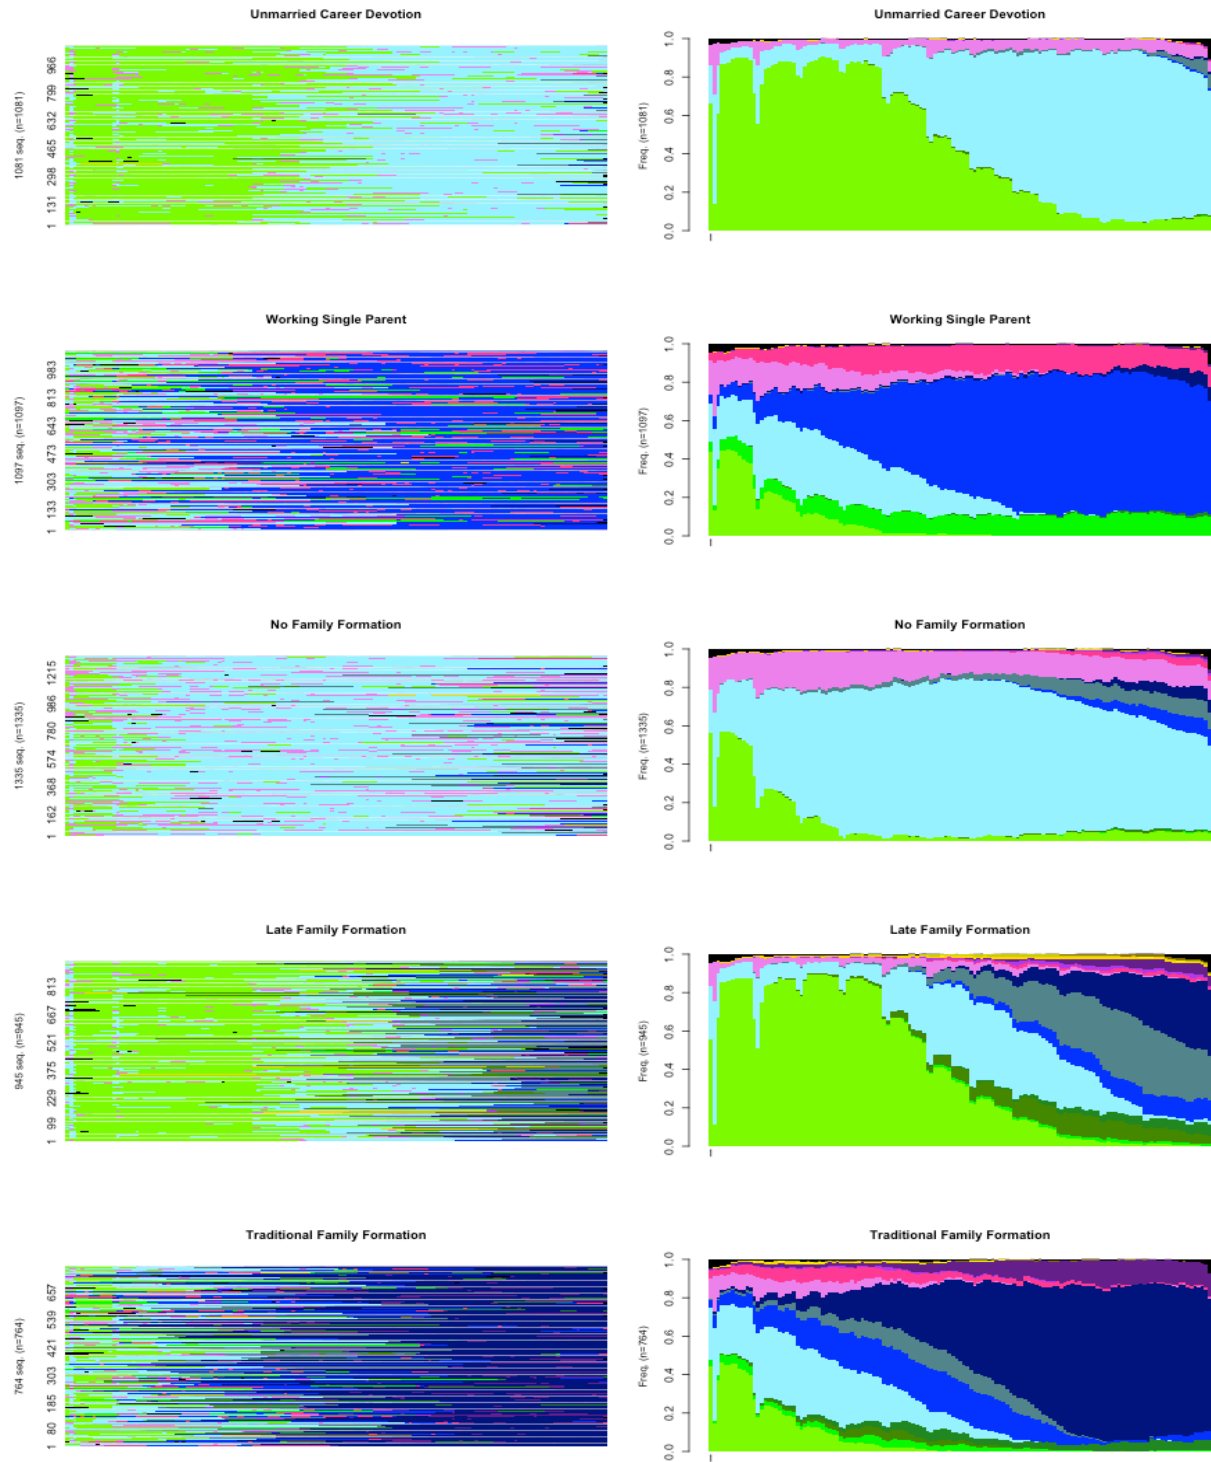 Unmarried Career Devotion
1081 seq. (n=1081)
1 131 298 465 632 799 966
Unmarried Career Devotion
Freq. (n=1081)
0.0 0.2 0.4 0.6 0.8 1.0
Working Single Parent
1097 seq. (n=1097)
1 133 303 473 643 813 983
Working Single Parent
Freq. (n=1097)
0.0 0.2 0.4 0.6 0.8 1.0
No Family Formation
1335 seq. (n=1335)
1 162 368 574 780 986 1215
No Family Formation
Freq. (n=1335)
0.0 0.2 0.4 0.6 0.8 1.0
Late Family Formation
945 seq. (n=945)
1 99 229 375 521 667 813
Late Family Formation
Freq. (n=945)
0.0 0.2 0.4 0.6 0.8 1.0
Traditional Family Formation
764 seq. (n=764)
1 80 185 303 421 539 657
Traditional Family Formation
Freq. (n=764)
0.0 0.2 0.4 0.6 0.8 1.0